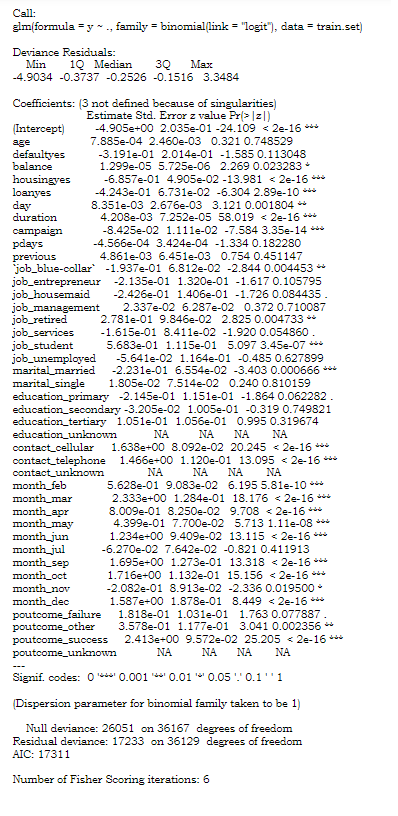 Call:
glm(formula = y ~ ., family = binomial(link = "logit"), data = train.set)
Deviance Residuals:
Min 1Q Median 3Q Max
-4.9034 -0.3737 -0.2526 -0.1516 3.3484
Coefficients: (3 not defined because of singularities)
Estimate Std. Error z value Pr(>|z|)
(Intercept) -4.905e+00 2.035e-01 -24.109 < 2e-16 ***
age 7.885e-04 2.460e-03 0.321 0.748529
defaultyes -3.191e-01 2.014e-01 -1.585 0.113048
balance 1.299e-05 5.725e-06 2.269 0.023283 *
housingyes -6.857e-01 4.905e-02 -13.981 < 2e-16 ***
loanyes -4.243e-01 6.731e-02 -6.304 2.89e-10 ***
day 8.351e-03 2.676e-03 3.121 0.001804 **
duration 4.208e-03 7.252e-05 58.019 < 2e-16 ***
campaign -8.425e-02 1.111e-02 -7.584 3.35e-14 ***
pdays -4.566e-04 3.424e-04 -1.334 0.182280
previous 4.861e-03 6.451e-03 0.754 0.451147
`job_blue-collar` -1.937e-01 6.812e-02 -2.844 0.004453 **
job_entrepreneur -2.135e-01 1.320e-01 -1.617 0.105795
job_housemaid -2.426e-01 1.406e-01 -1.726 0.084435 .
job_management 2.337e-02 6.287e-02 0.372 0.710087
job_retired 2.781e-01 9.846e-02 2.825 0.004733 **
job_services -1.615e-01 8.411e-02 -1.920 0.054860 .
job_student 5.683e-01 1.115e-01 5.097 3.45e-07 ***
job_unemployed -5.641e-02 1.164e-01 -0.485 0.627899
marital_married -2.231e-01 6.554e-02 -3.403 0.000666 ***
marital_single 1.805e-02 7.514e-02 0.240 0.810159
education_primary -2.145e-01 1.151e-01 -1.864 0.062282 .
education_secondary -3.205e-02 1.005e-01 -0.319 0.749821
education_tertiary 1.051e-01 1.056e-01 0.995 0.319674
education_unknown NA NA NA NA
contact_cellular 1.638e+00 8.092e-02 20.245 < 2e-16 ***
contact_telephone 1.466e+00 1.120e-01 13.095 < 2e-16 ***
contact_unknown NA NA NA NA
month_feb 5.628e-01 9.083e-02 6.195 5.81e-10 ***
month_mar 2.333e+00 1.284e-01 18.176 < 2e-16 ***
month_apr 8.009e-01 8.250e-02 9.708 < 2e-16 ***
month_may 4.399e-01 7.700e-02 5.713 1.11e-08 ***
month_jun 1.234e+00 9.409e-02 13.115 < 2e-16 ***
month_jul -6.270e-02 7.642e-02 -0.821 0.411913
month_sep 1.695e+00 1.273e-01 13.318 < 2e-16 ***
month_oct 1.716e+00 1.132e-01 15.156 < 2e-16 ***
month_nov -2.082e-01 8.913e-02 -2.336 0.019500 *
month_dec 1.587e+00 1.878e-01 8.449 < 2e-16 ***
poutcome_failure 1.818e-01 1.031e-01 1.763 0.077887 .
poutcome_other 3.578e-01 1.177e-01 3.041 0.002356 **
poutcome_success 2.413e+00 9.572e-02 25.205 < 2e-16 ***
poutcome_unknown NA NA NA NA
---
Signif. codes: 0 '***' 0.001 '**' 0.01 '*' 0.05 '.' 0.1 ' ' 1
(Dispersion parameter for binomial family taken to be 1)
Null deviance: 26051 on 36167 degrees of freedom
Residual deviance: 17233 on 36129 degrees of freedom
AIC: 17311
Number of Fisher Scoring iterations: 6